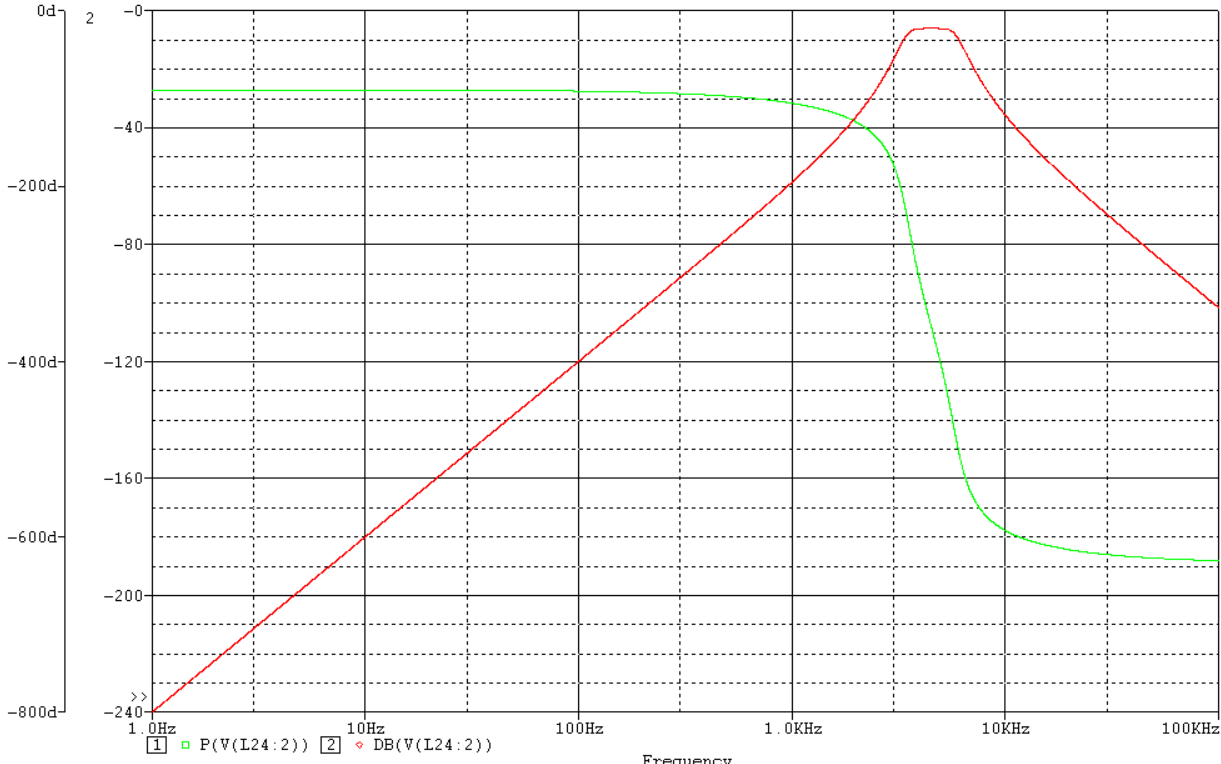 0d 2 -0
-40
-200d
-80
-400d -120
-160
-600d
-200
>>
-800d -240
1.0Hz 10Hz 100Hz 1.0KHz 10KHz 100KHz
1 P(V(L24:2)) 2 DB(V(L24:2))
Frequency